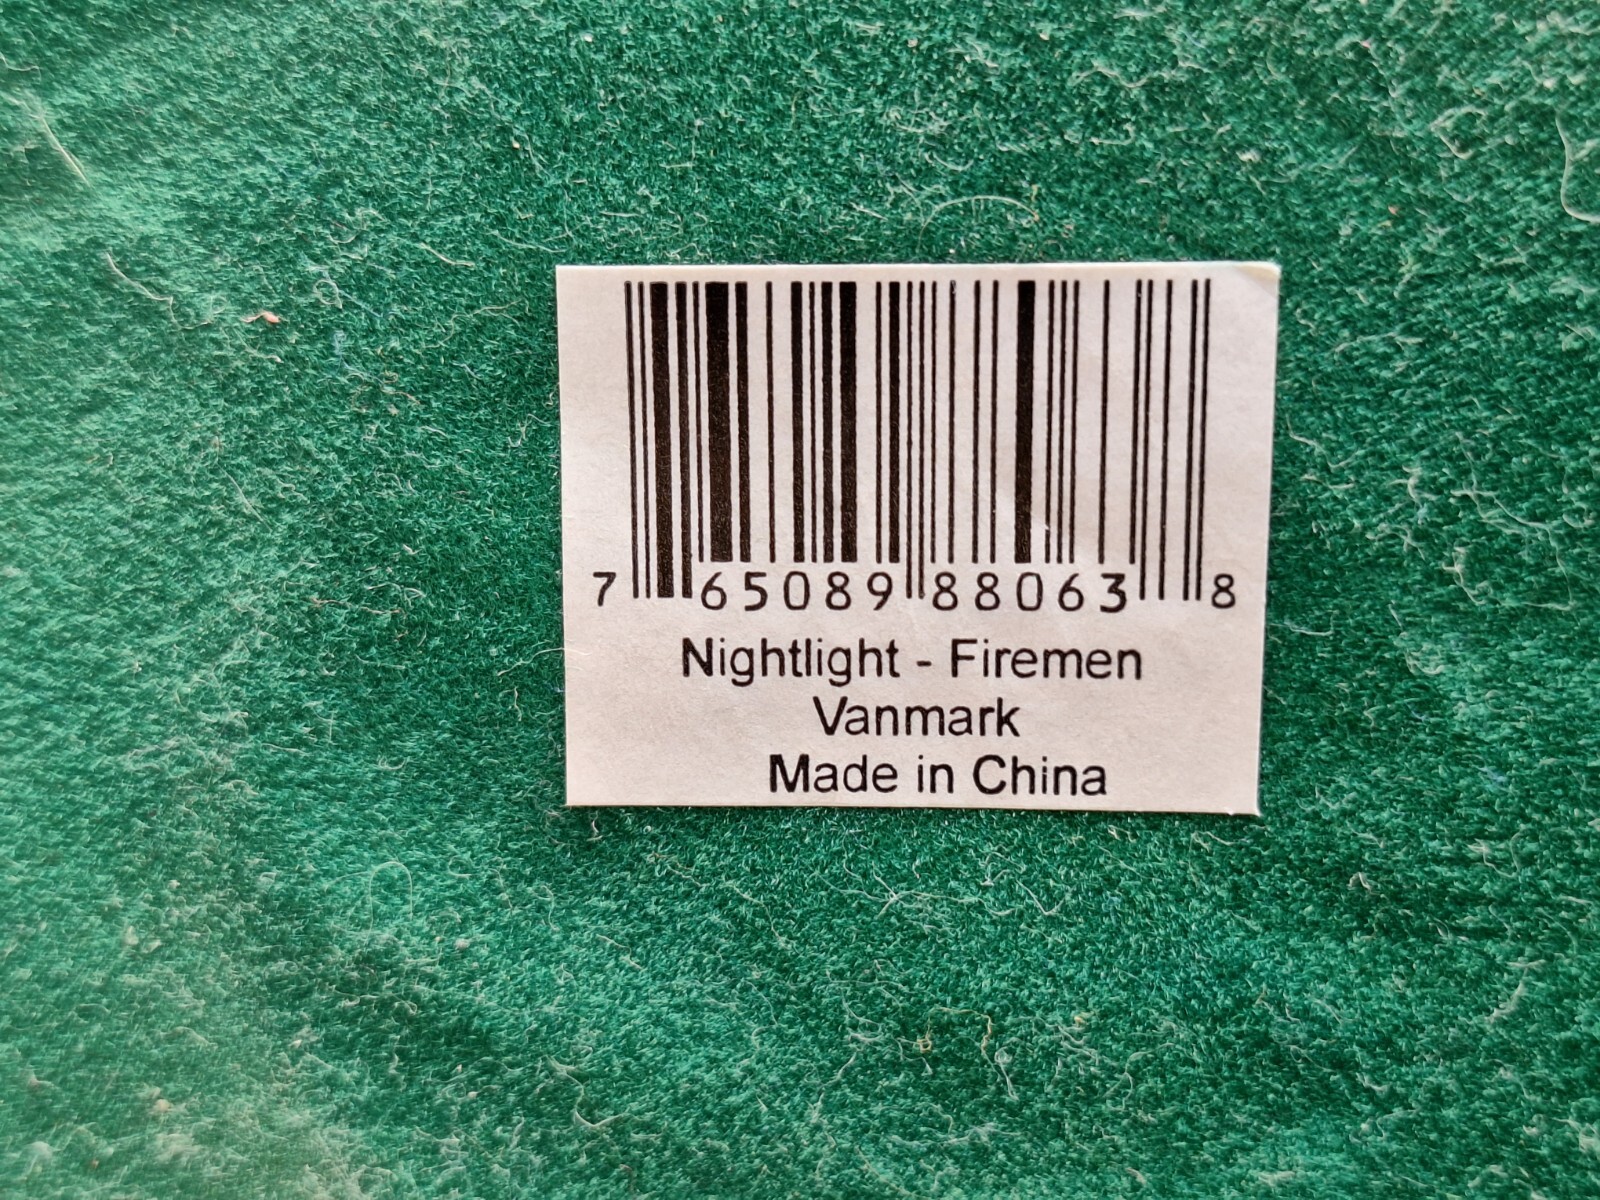 7 65089 88063 8
Nightlight - Firemen
Vanmark
Made in China